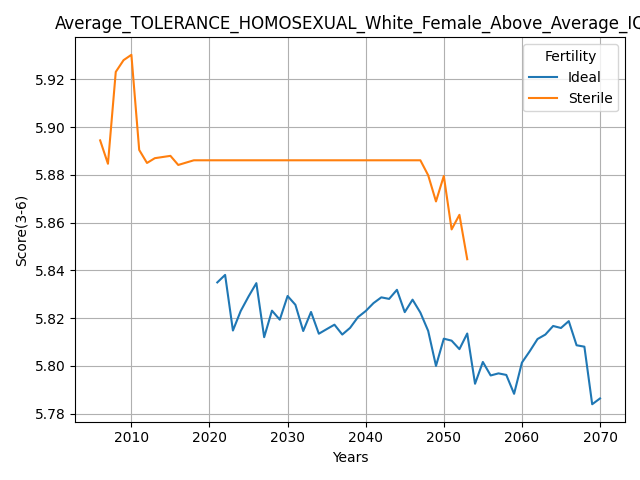 Average_TOLERANCE_HOMOSEXUAL_White_Female_Above_Average_IQ
Fertility
Ideal
Sterile
Score(3-6)
5.92
5.90
5.88
5.86
5.84
5.82
5.80
5.78
2010
2020
2030
2040
2050
2060
2070
Years